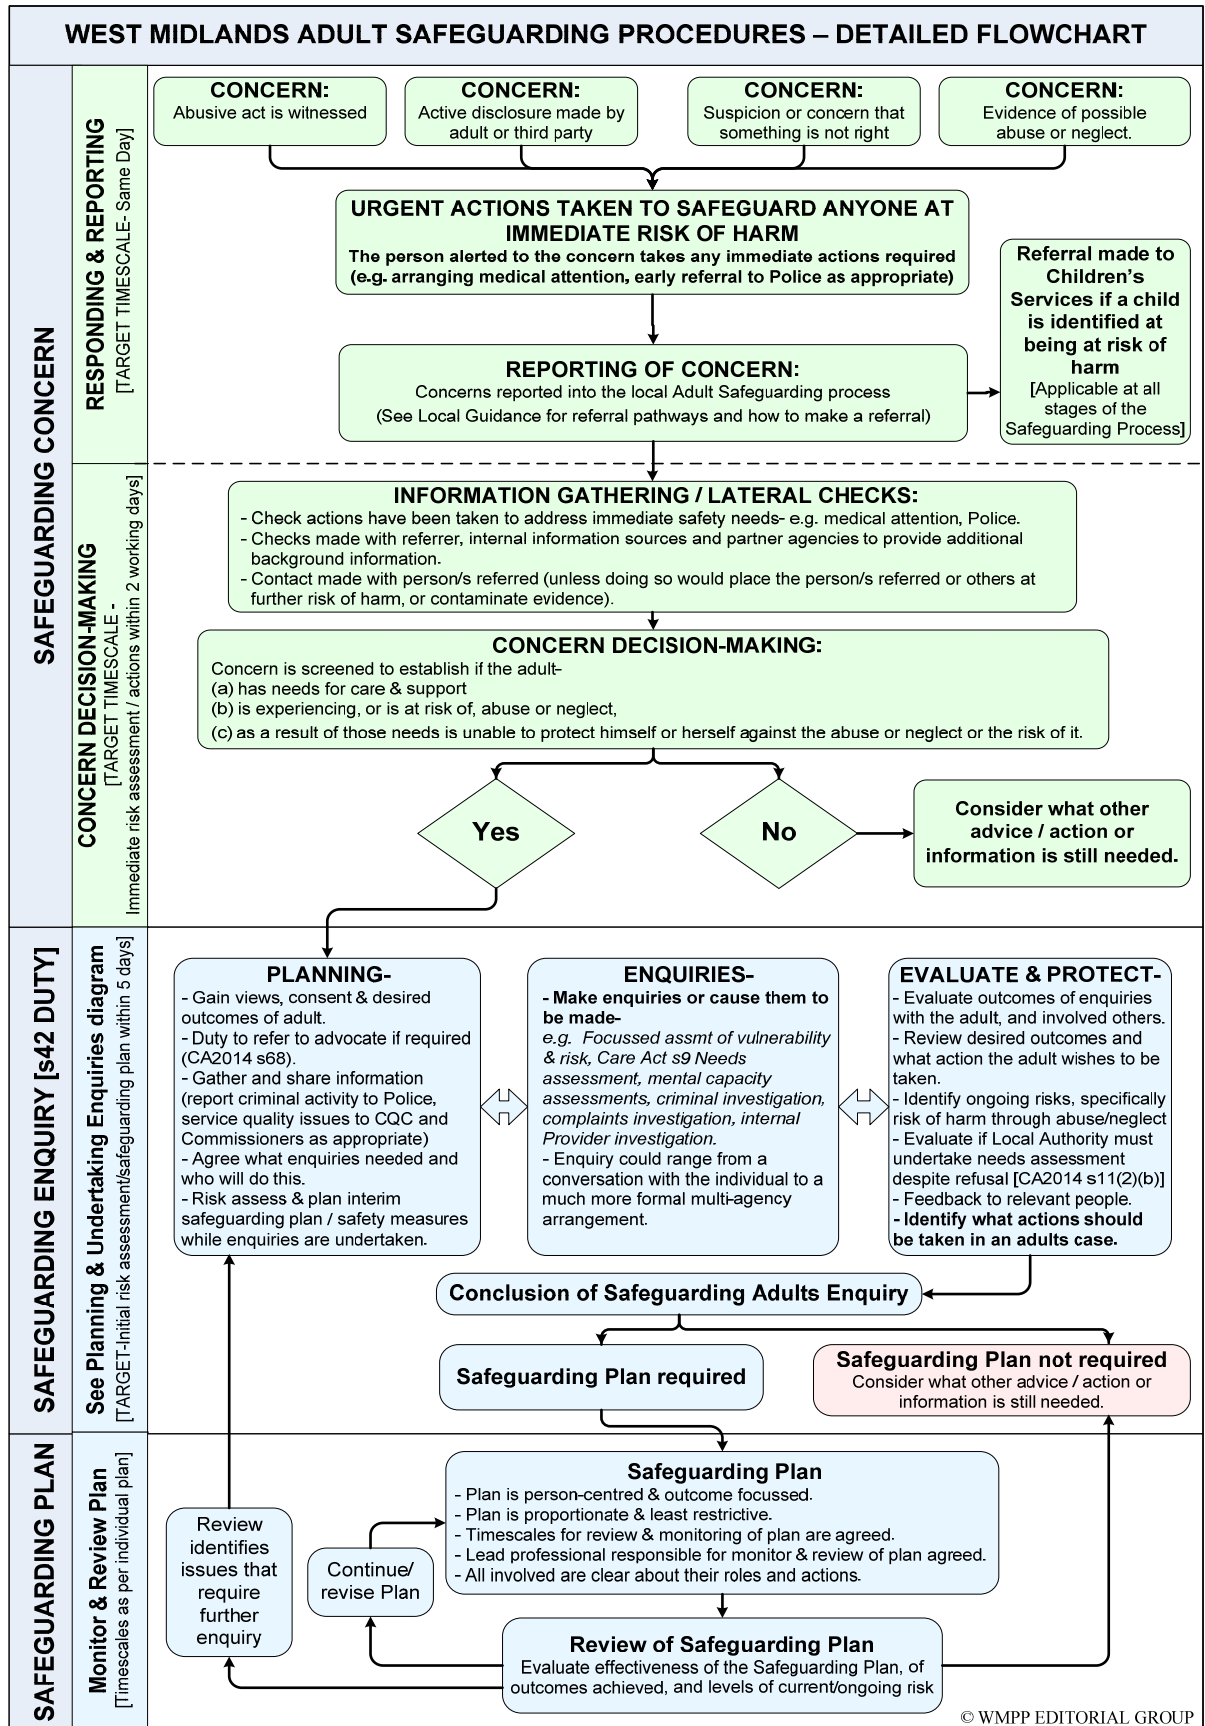 WEST MIDLANDS ADULT SAFEGUARDING PROCEDURES – DETAILED FLOWCHART
SAFEGUARDING CONCERN
RESPONDING & REPORTING
[TARGET TIMESCALE- Same Day]
CONCERN:
Abusive act is witnessed
CONCERN:
Active disclosure made by
adult or third party
CONCERN:
Suspicion or concern that
something is not right
CONCERN:
Evidence of possible
abuse or neglect.
URGENT ACTIONS TAKEN TO SAFEGUARD ANYONE AT
IMMEDIATE RISK OF HARM
The person alerted to the concern takes any immediate actions required
(e.g. arranging medical attention, early referral to Police as appropriate)
REPORTING OF CONCERN:
Concerns reported into the local Adult Safeguarding process
(See Local Guidance for referral pathways and how to make a referral)
Referral made to
Children's
Services if a child
is identified at
being at risk of
harm
[Applicable at all
stages of the
Safeguarding Process]
CONCERN DECISION-MAKING
[TARGET TIMESCALE -
Immediate risk assessment / actions within 2 working days]
INFORMATION GATHERING / LATERAL CHECKS:
- Check actions have been taken to address immediate safety needs- e.g. medical attention, Police.
- Checks made with referrer, internal information sources and partner agencies to provide additional
background information.
- Contact made with person/s referred (unless doing so would place the person/s referred or others at
further risk of harm, or contaminate evidence).
CONCERN DECISION-MAKING:
Concern is screened to establish if the adult-
(a) has needs for care & support
(b) is experiencing, or is at risk of, abuse or neglect,
(c) as a result of those needs is unable to protect himself or herself against the abuse or neglect or the risk of it.
Yes
No
Consider what other
advice / action or
information is still needed.
SAFEGUARDING ENQUIRY [s42 DUTY]
See Planning & Undertaking Enquiries diagram
[TARGET-Initial risk assessment/safeguarding plan within 5 days]
PLANNING-
- Gain views, consent & desired
outcomes of adult.
- Duty to refer to advocate if required
(CA2014 s68).
- Gather and share information
(report criminal activity to Police,
service quality issues to CQC and
Commissioners as appropriate)
- Agree what enquiries needed and
who will do this.
- Risk assess & plan interim
safeguarding plan / safety measures
while enquiries are undertaken.
ENQUIRIES-
- Make enquiries or cause them to
be made-
e.g. Focussed assmt of vulnerability
& risk, Care Act s9 Needs
assessment, mental capacity
assessments, criminal investigation,
complaints investigation, internal
Provider investigation.
- Enquiry could range from a
conversation with the individual to a
much more formal multi-agency
arrangement.
EVALUATE & PROTECT-
- Evaluate outcomes of enquiries
with the adult, and involved others.
- Review desired outcomes and
what action the adult wishes to be
taken.
- Identify ongoing risks, specifically
risk of harm through abuse/neglect
- Evaluate if Local Authority must
undertake needs assessment
despite refusal [CA2014 s11(2)(b)]
- Feedback to relevant people.
- Identify what actions should
be taken in an adults case.
Conclusion of Safeguarding Adults Enquiry
Safeguarding Plan required
Safeguarding Plan not required
Consider what other advice / action or
information is still needed.
SAFEGUARDING PLAN
Monitor & Review Plan
[Timescales as per individual plan]
Safeguarding Plan
- Plan is person-centred & outcome focussed.
- Plan is proportionate & least restrictive.
- Timescales for review & monitoring of plan are agreed.
- Lead professional responsible for monitor & review of plan agreed.
- All involved are clear about their roles and actions.
Review
identifies
issues that
require
further
enquiry
Continue/
revise Plan
Review of Safeguarding Plan
Evaluate effectiveness of the Safeguarding Plan, of
outcomes achieved, and levels of current/ongoing risk
© WMPP EDITORIAL GROUP